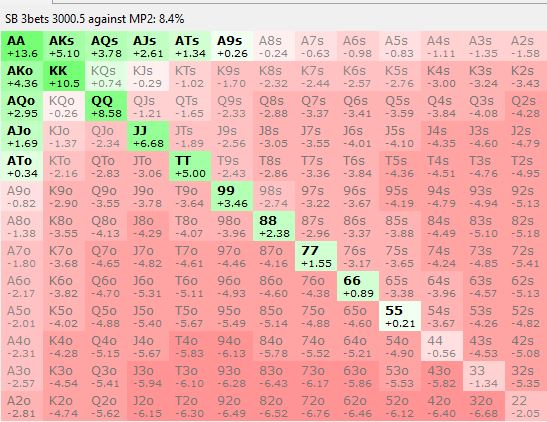 SB 3bets 3000.5 against MP2: 8.4%
AA AKs AQs AJs ATs A9s A8s A7s A6s A5s A4s A3s A2s
+13.6 +5.10 +3.78 +2.61 +1.34 +0.26 -0.24 -0.63 -0.98 -0.83 -1.11 -1.35 -1.58
AKo KK KQs KJs KTs K9s K8s K7s K6s K5s K4s K3s K2s
+4.36 +10.5 +0.74 -0.29 -1.02 -1.70 -2.32 -2.44 -2.57 -2.76 -3.00 -3.24 -3.43
AQo KQo QQ QJs QTs Q9s Q8s Q7s Q6s Q5s Q4s Q3s Q2s
+2.95 -0.26 +8.58 -1.21 -1.65 -2.33 -2.88 -3.37 -3.41 -3.59 -3.84 -4.08 -4.28
AJo KJo QJo JJ JTs J9s J8s J7s J6s J5s J4s J3s J2s
+1.69 -1.37 -2.34 +6.68 -1.89 -2.56 -3.05 -3.55 -4.01 -4.10 -4.35 -4.60 -4.79
ATo KTo QTo JTo TT T9s T8s T7s T6s T5s T4s T3s T2s
+0.34 -2.16 -2.83 -3.06 +5.00 -2.43 -2.86 -3.36 -3.84 -4.36 -4.51 -4.76 -4.95
A9o K9o Q9o J9o T9o 99 98s 97s 96s 95s 94s 93s 92s
-0.82 -2.90 -3.55 -3.78 -3.64 +3.46 -2.74 -3.22 -3.67 -4.19 -4.79 -4.94 -5.13
A8o K8o Q8o J8o T8o 98o 88 87s 86s 85s 84s 83s 82s
-1.38 -3.55 -4.13 -4.29 -4.07 -3.96 +2.38 -2.96 -3.37 -3.88 -4.49 -5.10 -5.18
A7o K7o Q7o J7o T7o 97o 87o 77 76s 75s 74s 73s 72s
-1.80 -3.68 -4.65 -4.82 -4.61 -4.46 -4.16 +1.55 -3.17 -3.65 -4.24 -4.85 -5.41
A6o K6o Q6o J6o T6o 96o 86o 76o 66 65s 64s 63s 62s
-2.17 -3.82 -4.70 -5.31 -5.11 -4.93 -4.60 -4.38 +0.89 -3.38 -3.96 -4.57 -5.13
A5o K5o Q5o J5o T5o 95o 85o 75o 65o 55 54s 53s 52s
-2.01 -4.02 -4.88 -5.40 -5.67 -5.49 -5.14 -4.88 -4.60 +0.21 -3.67 -4.26 -4.82
A4o K4o Q4o J4o T4o 94o 84o 74o 64o 54o 44 43s 42s
-2.31 -4.28 -5.15 -5.67 -5.83 -6.13 -5.78 -5.52 -5.21 -4.90 -0.56 -4.53 -5.08
A3o K3o Q3o J3o T3o 93o 83o 73o 63o 53o 43o 33 32s
-2.57 -4.54 -5.41 -5.94 -6.10 -6.28 -6.43 -6.17 -5.86 -5.53 -5.82 -1.34 -5.35
A2o K2o Q2o J2o T2o 92o 82o 72o 62o 52o 42o 32o 22
-2.81 -4.74 -5.62 -6.15 -6.30 -6.49 -6.52 -6.76 -6.46 -6.12 -6.40 -6.68 -2.05